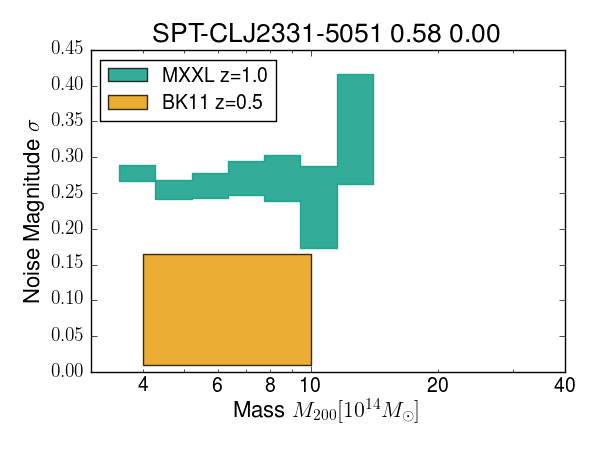 SPT-CLJ2331-5051 0.58 0.00
0.45
0.40
0.35
0.30
0.25
0.20
0.15
0.10
0.05
0.00
Noise Magnitude σ
MXXL z=1.0
BK11 z=0.5
4 6 8 10 20 40
Mass M₂₀₀[10¹⁴M☉]